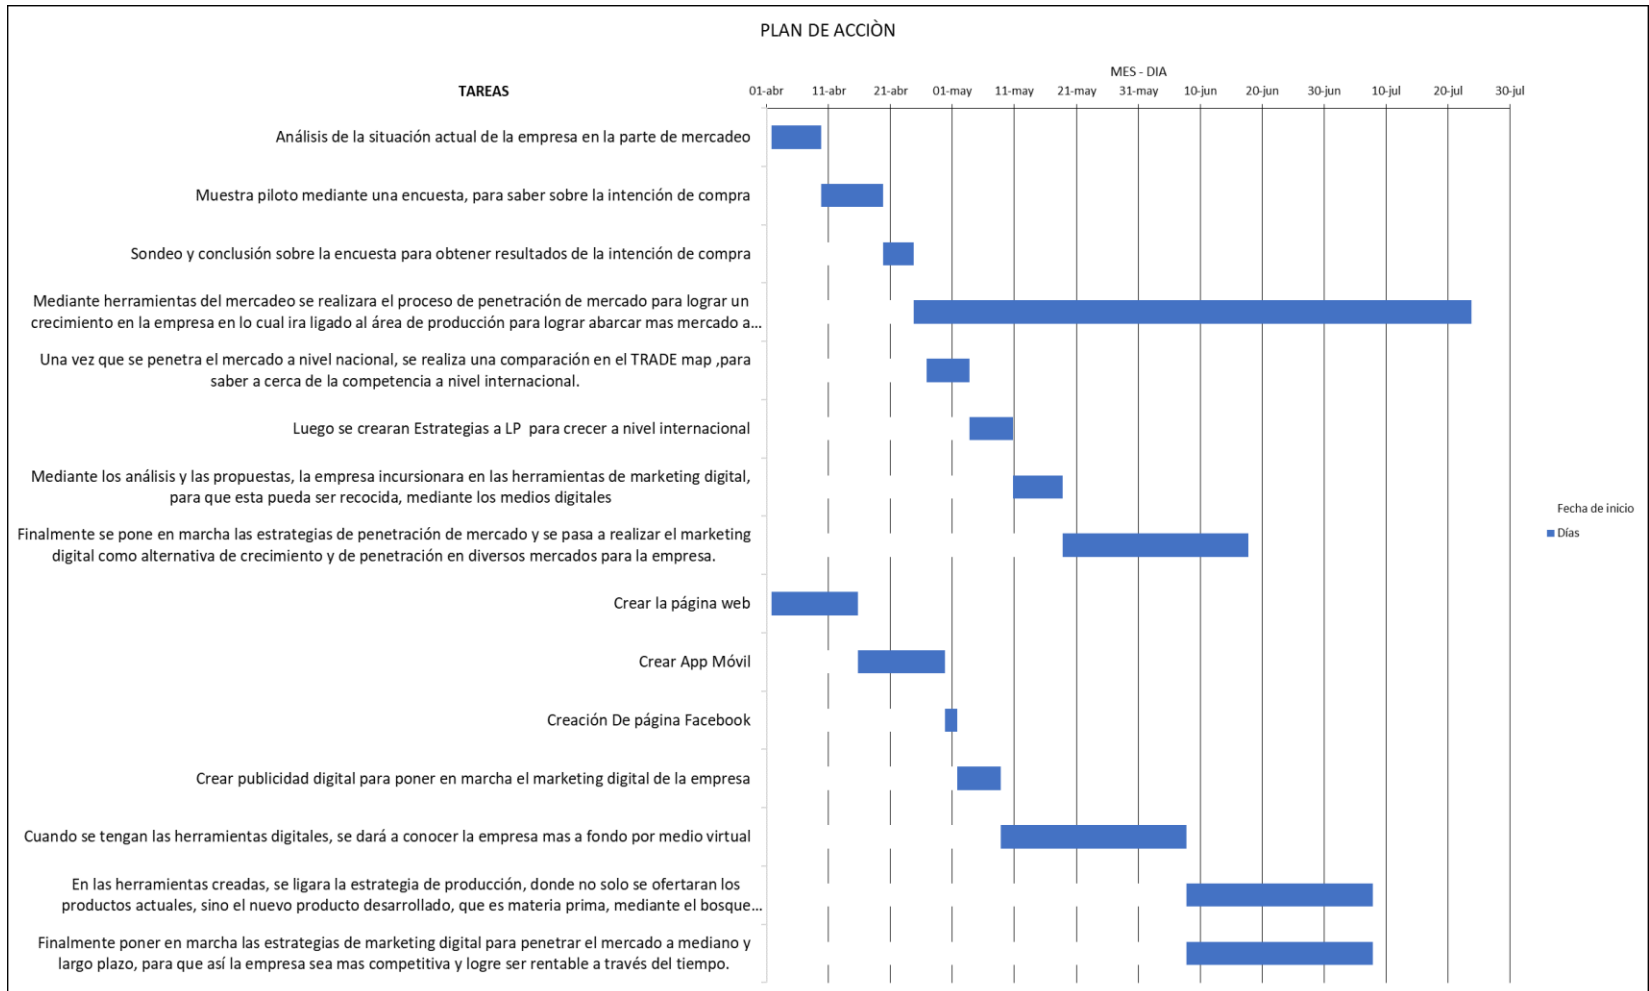 PLAN DE ACCIÒN
MES - DIA
TAREAS
01-abr 11-abr 21-abr 01-may 11-may 21-may 31-may 10-jun 20-jun 30-jun 10-jul 20-jul 30-jul
Análisis de la situación actual de la empresa en la parte de mercadeo
Muestra piloto mediante una encuesta, para saber sobre la intención de compra
Sondeo y conclusión sobre la encuesta para obtener resultados de la intención de compra
Mediante herramientas del mercadeo se realizara el proceso de penetración de mercado para lograr un
crecimiento en la empresa en lo cual ira ligado al área de producción para lograr abarcar mas mercado a...
Una vez que se penetra el mercado a nivel nacional, se realiza una comparación en el TRADE map ,para
saber a cerca de la competencia a nivel internacional.
Luego se crearan Estrategias a LP para crecer a nivel internacional
Mediante los análisis y las propuestas, la empresa incursionara en las herramientas de marketing digital,
para que esta pueda ser recocida, mediante los medios digitales
Finalmente se pone en marcha las estrategias de penetración de mercado y se pasa a realizar el marketing
digital como alternativa de crecimiento y de penetración en diversos mercados para la empresa.
Crear la página web
Crear App Móvil
Creación De página Facebook
Crear publicidad digital para poner en marcha el marketing digital de la empresa
Cuando se tengan las herramientas digitales, se dará a conocer la empresa mas a fondo por medio virtual
En las herramientas creadas, se ligara la estrategia de producción, donde no solo se ofertaran los
productos actuales, sino el nuevo producto desarrollado, que es materia prima, mediante el bosque...
Finalmente poner en marcha las estrategias de marketing digital para penetrar el mercado a mediano y
largo plazo, para que así la empresa sea mas competitiva y logre ser rentable a través del tiempo.
Fecha de inicio
Días